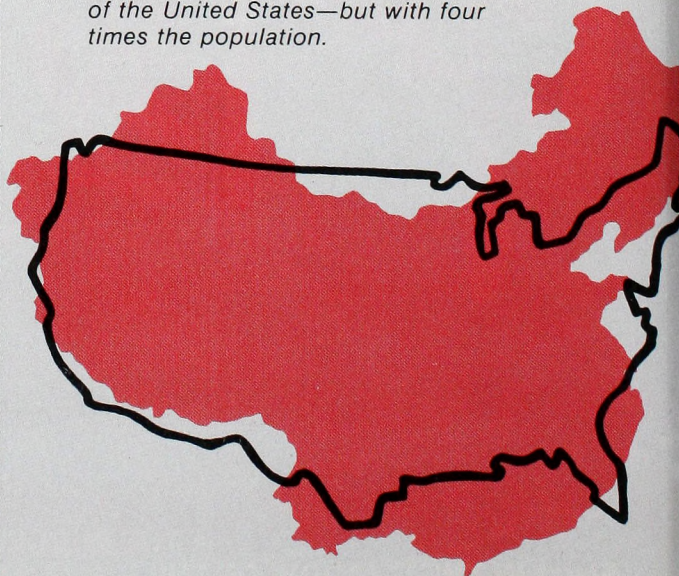 of the United States—but with four
times the population.